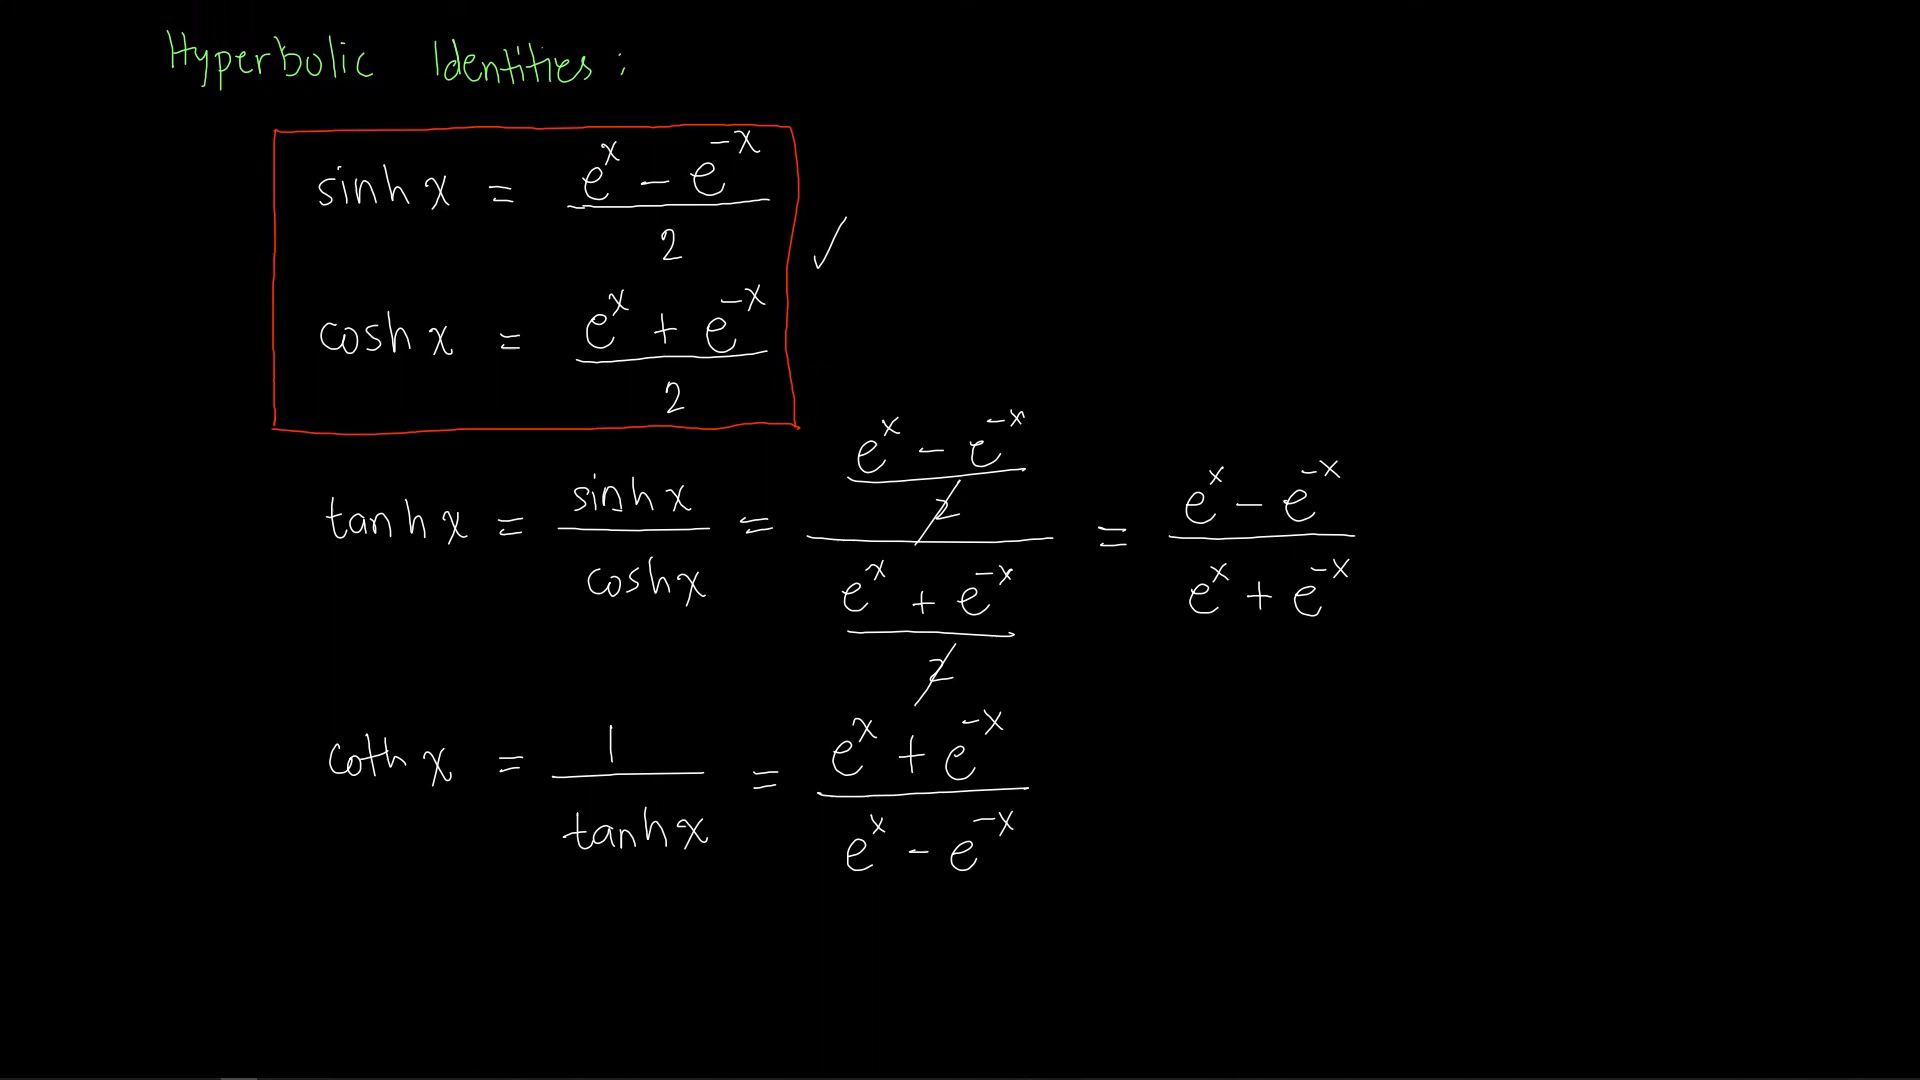 Hyperbolic Identities :
sinh x = (e^x - e^-x) / 2
cosh x = (e^x + e^-x) / 2 ✓
tanh x = sinh x / cosh x = ((e^x - e^-x) / 2) / ((e^x + e^-x) / 2) = (e^x - e^-x) / (e^x + e^-x)
coth x = 1 / tanh x = (e^x + e^-x) / (e^x - e^-x)